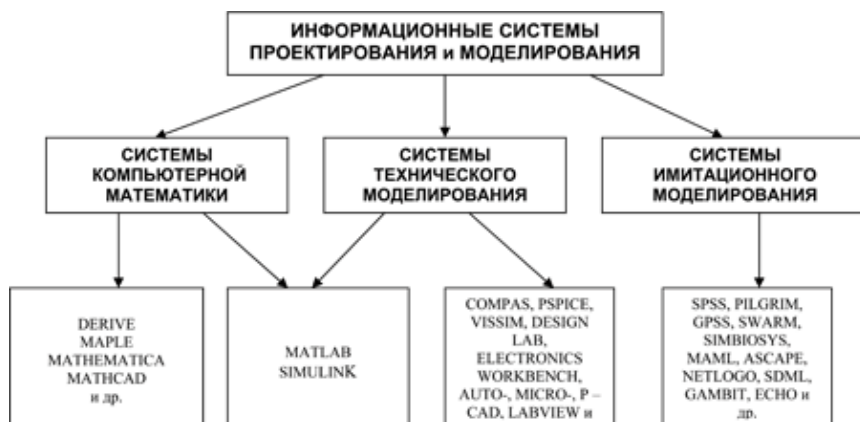 ИНФОРМАЦИОННЫЕ СИСТЕМЫ
ПРОЕКТИРОВАНИЯ и МОДЕЛИРОВАНИЯ
СИСТЕМЫ
КОМПЬЮТЕРНОЙ
МАТЕМАТИКИ
СИСТЕМЫ
ТЕХНИЧЕСКОГО
МОДЕЛИРОВАНИЯ
СИСТЕМЫ
ИМИТАЦИОННОГО
МОДЕЛИРОВАНИЯ
DERIVE
MAPLE
MATHEMATICA
MATHCAD
и др.
MATLAB
SIMULINK
COMPAS, PSPICE,
VISSIM, DESIGN
LAB,
ELECTRONICS
WORKBENCH,
AUTO-, MICRO-, P –
CAD, LABVIEW и
SPSS, PILGRIM,
GPSS, SWARM,
SIMBIOSYS,
MAML, ASCAPE,
NETLOGO, SDML,
GAMBIT, ECHO и
др.